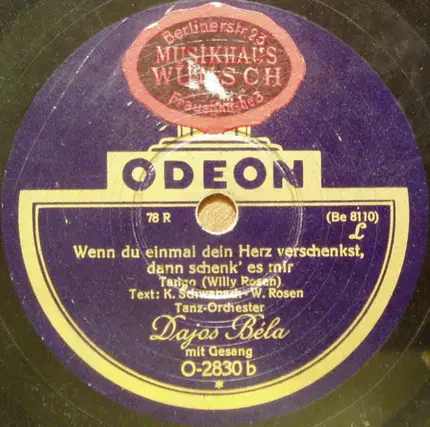 Berlinerstr 23
MUSIKHAUS
WUNSCH
ODEON
78 R
(Be 8110)
L
Wenn du einmal dein Herz verschenkst,
dann schenk' es mir
Tango (Willy Rosen)
Text: K. Schwabach - W. Rosen
Tanz-Orchester
Dajos Béla
mit Gesang
O-2830 b
*